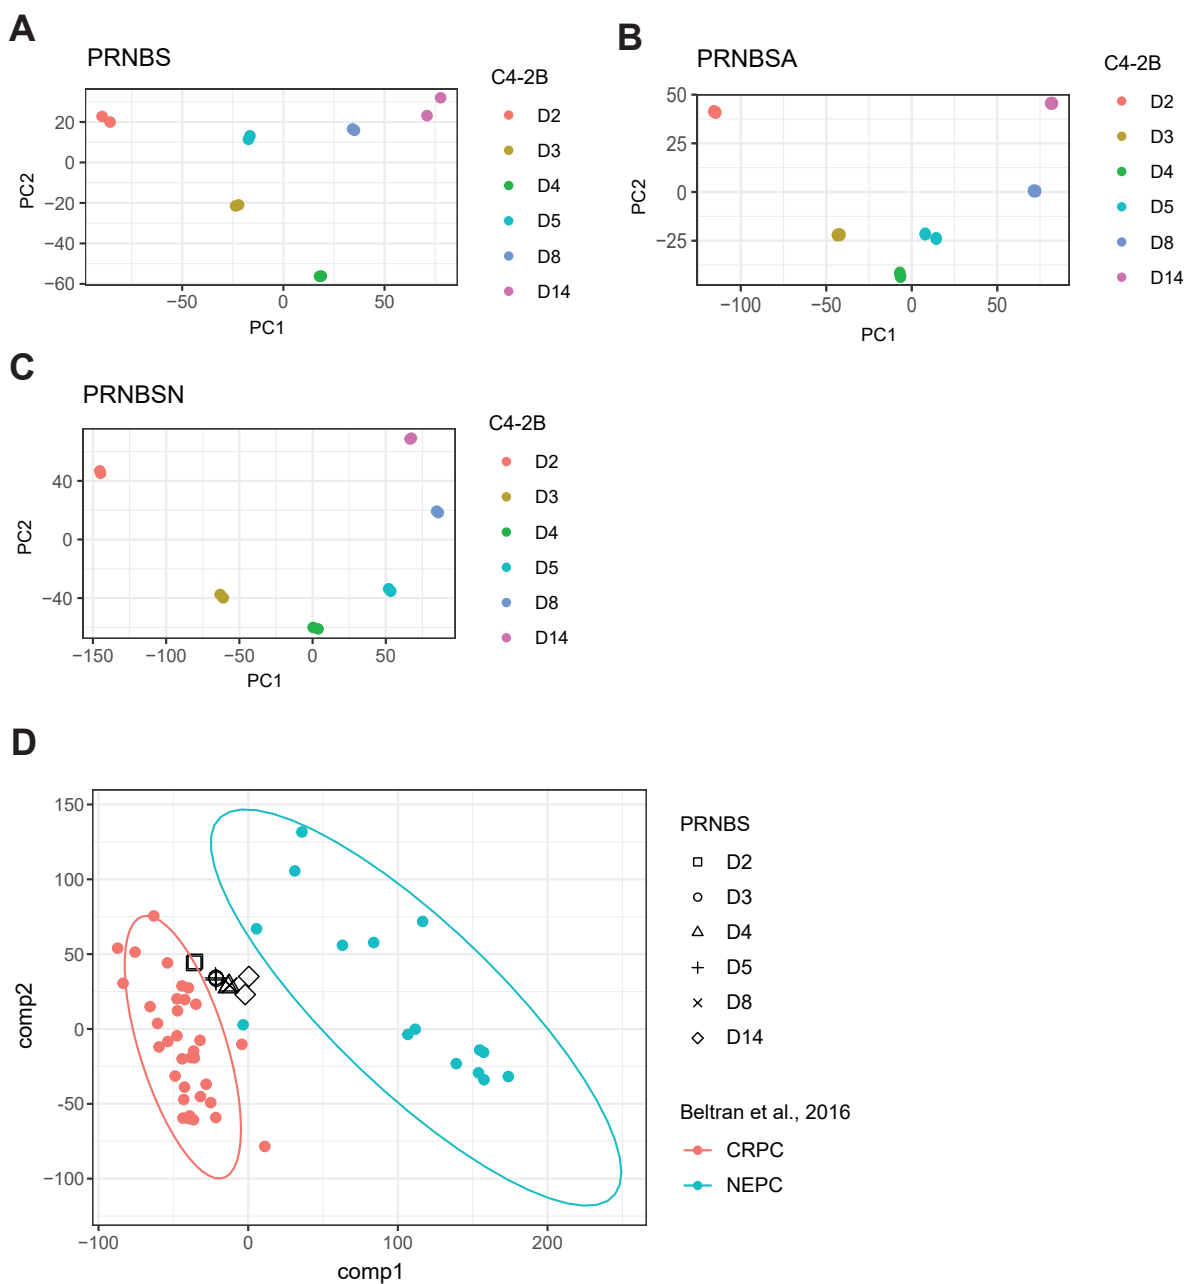 A
PRNBS
20
0
−20
−40
−60
PC2
−50
0
50
PC1
C4-2B
D2
D3
D4
D5
D8
D14
B
PRNBSA
50
25
0
−25
PC2
−100
−50
0
50
PC1
C4-2B
D2
D3
D4
D5
D8
D14
C
PRNBSN
40
0
−40
PC2
−150
−100
−50
0
50
PC1
C4-2B
D2
D3
D4
D5
D8
D14
D
150
100
50
0
-50
−100
comp2
−100
0
100
200
comp1
PRNBS
D2
D3
D4
D5
D8
D14
Beltran et al., 2016
CRPC
NEPC